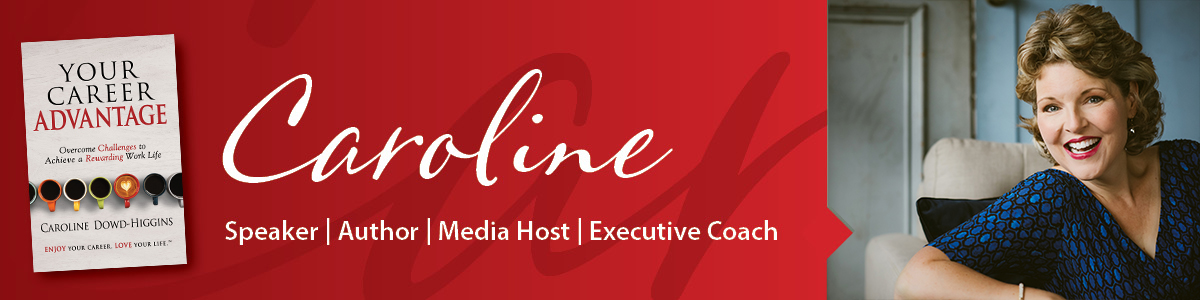 YOUR
CAREER
ADVANTAGE
Overcome Challenges to
Achieve a Rewarding Work Life
CAROLINE DOWD-HIGGINS
ENJOY YOUR CAREER. LOVE YOUR LIFE.™
Caroline
Speaker | Author | Media Host | Executive Coach